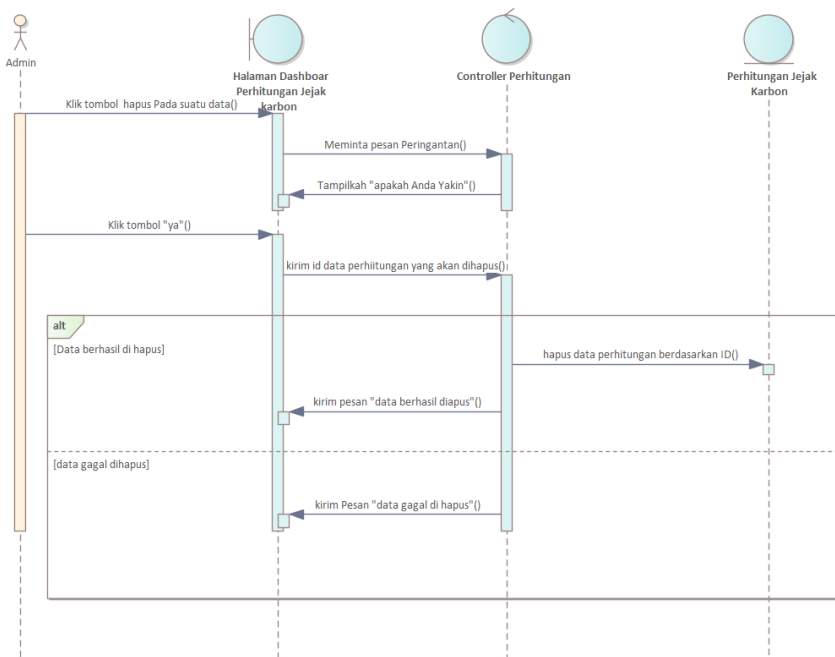 Admin
Halaman Dashboar
Perhitungan Jejak
karbon
Controller Perhitungan
Perhitungan Jejak
Karbon
Klik tombol hapus Pada suatu data()
Meminta pesan Peringantan()
Tampilkah "apakah Anda Yakin"()
Klik tombol "ya"()
kirim id data perhiitungan yang akan dihapus()
alt
[Data berhasil di hapus]
hapus data perhitungan berdasarkan ID()
kirim pesan "data berhasil diapus"()
[data gagal dihapus]
kirim Pesan "data gagal di hapus"()